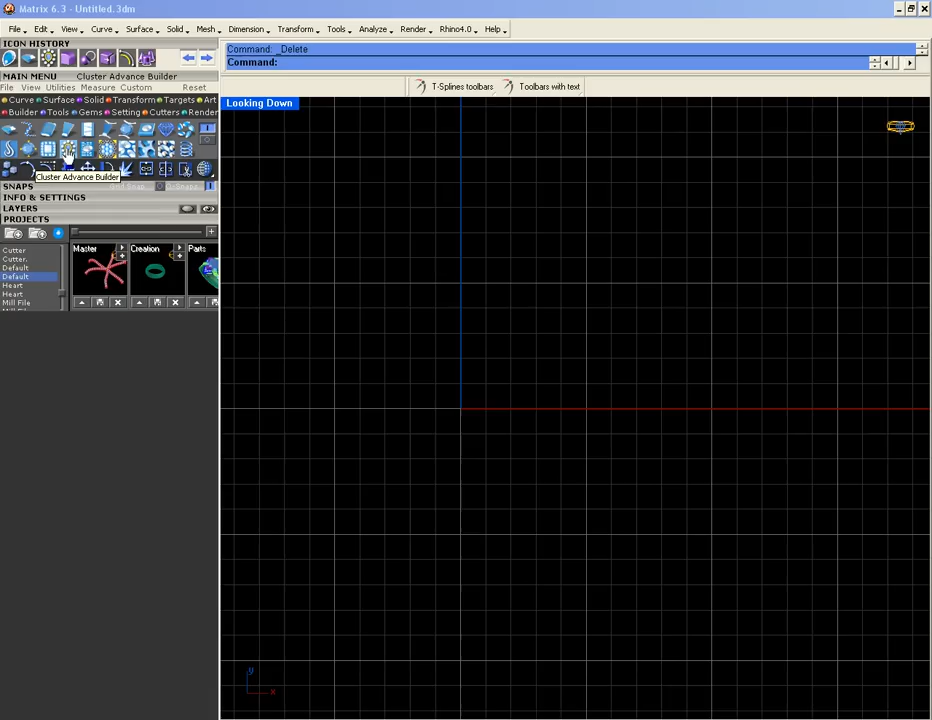 Matrix 6.3 - Untitled.3dm
File Edit View Curve Surface Solid Mesh Dimension Transform Tools Analyze Render Rhino4.0 Help
ICON HISTORY
Command: _Delete
Command:
MAIN MENU Cluster Advance Builder
File View Utilities Measure Custom Reset
T-Splines toolbars Toolbars with text
Curve Surface Solid Transform Targets Art
Looking Down
Builder Tools Gems Setting Cutters Render
Cluster Advance Builder
SNAPS
INFO & SETTINGS
LAYERS
PROJECTS
Cutter
Cutter.
Default
Default
Heart
Heart
Mill File
Master Creation Parts
y
x